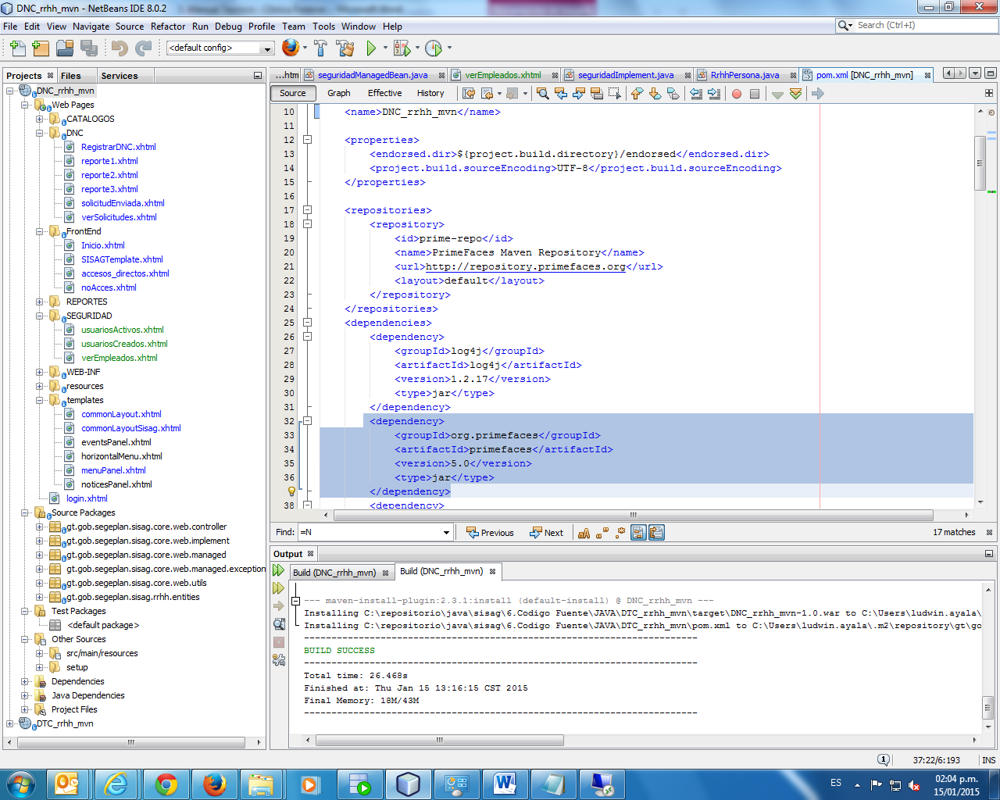 DNC_rrhh_mvn - NetBeans IDE 8.0.2
File Edit View Navigate Source Refactor Run Debug Profile Team Tools Window Help
Search (Ctrl+I)
<default config>
Projects Files Services
...htm seguridadManagedBean.java verEmpleados.xhtml seguridadImplement.java RrhhPersona.java pom.xml [DNC_rrhh_mvn]
Source Graph Effective History
DNC_rrhh_mvn
Web Pages
CATALOGOS
DNC
RegistrarDNC.xhtml
reporte1.xhtml
reporte2.xhtml
reporte3.xhtml
solicitudEnviada.xhtml
verSolicitudes.xhtml
FrontEnd
Inicio.xhtml
SISAGTemplate.xhtml
accesos_directos.xhtml
noAcces.xhtml
REPORTES
SEGURIDAD
usuariosActivos.xhtml
usuariosCreados.xhtml
verEmpleados.xhtml
WEB-INF
resources
templates
commonLayout.xhtml
commonLayoutSisag.xhtml
eventsPanel.xhtml
horizontalMenu.xhtml
menuPanel.xhtml
noticesPanel.xhtml
login.xhtml
Source Packages
gt.gob.segeplan.sisag.core.web.controller
gt.gob.segeplan.sisag.core.web.implement
gt.gob.segeplan.sisag.core.web.managed
gt.gob.segeplan.sisag.core.web.managed.exception
gt.gob.segeplan.sisag.core.web.utils
gt.gob.segeplan.sisag.rrhh.entities
Test Packages
<default package>
Other Sources
src/main/resources
setup
Dependencies
Java Dependencies
Project Files
DTC_rrhh_mvn
10 <name>DNC_rrhh_mvn</name>
11
12 <properties>
13 <endorsed.dir>${project.build.directory}/endorsed</endorsed.dir>
14 <project.build.sourceEncoding>UTF-8</project.build.sourceEncoding>
15 </properties>
16
17 <repositories>
18 <repository>
19 <id>prime-repo</id>
20 <name>PrimeFaces Maven Repository</name>
21 <url>http://repository.primefaces.org</url>
22 <layout>default</layout>
23 </repository>
24 </repositories>
25 <dependencies>
26 <dependency>
27 <groupId>log4j</groupId>
28 <artifactId>log4j</artifactId>
29 <version>1.2.17</version>
30 <type>jar</type>
31 </dependency>
32 <dependency>
33 <groupId>org.primefaces</groupId>
34 <artifactId>primefaces</artifactId>
35 <version>5.0</version>
36 <type>jar</type>
</dependency>
38 <dependency>
Find: =N Previous Next 17 matches
Output
Build (DNC_rrhh_mvn) Build (DNC_rrhh_mvn)
--- maven-install-plugin:2.3.1:install (default-install) @ DNC_rrhh_mvn ---
Installing C:\repositorio\java\sisag\6.Codigo Fuente\JAVA\DTC_rrhh_mvn\target\DNC_rrhh_mvn-1.0.war to C:\Users\ludwin.ayala\
Installing C:\repositorio\java\sisag\6.Codigo Fuente\JAVA\DTC_rrhh_mvn\pom.xml to C:\Users\ludwin.ayala\.m2\repository\gt\go
------------------------------------------------------------------------
BUILD SUCCESS
------------------------------------------------------------------------
Total time: 26.468s
Finished at: Thu Jan 15 13:16:15 CST 2015
Final Memory: 18M/43M
------------------------------------------------------------------------
1 37:22/6:193 INS
ES 02:04 p.m.
15/01/2015